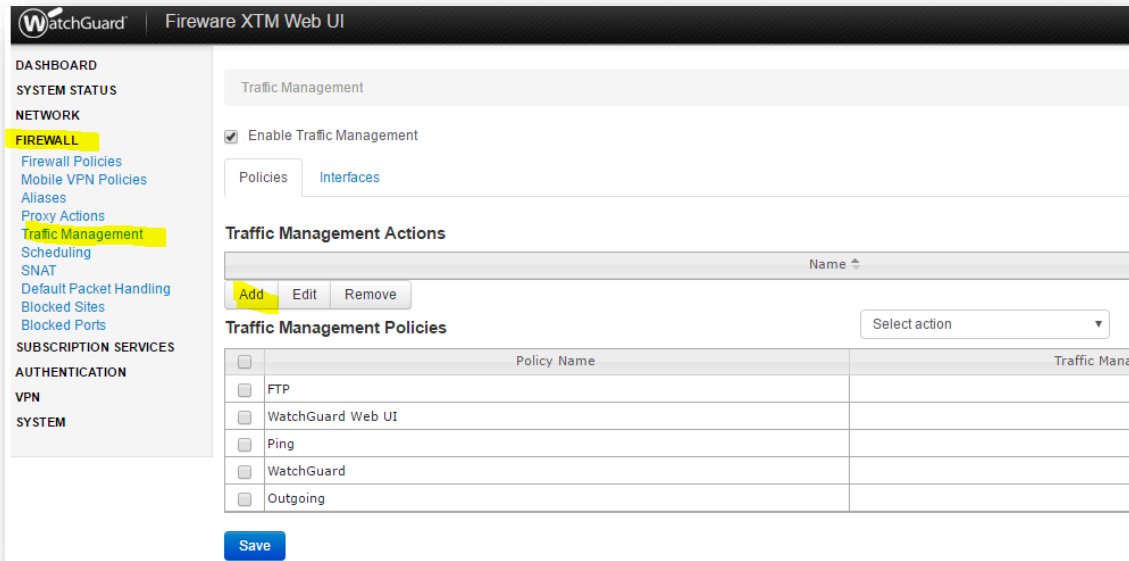 WatchGuard Fireware XTM Web UI
DASHBOARD
SYSTEM STATUS
NETWORK
FIREWALL
Firewall Policies
Mobile VPN Policies
Aliases
Proxy Actions
Traffic Management
Scheduling
SNAT
Default Packet Handling
Blocked Sites
Blocked Ports
SUBSCRIPTION SERVICES
AUTHENTICATION
VPN
SYSTEM
Traffic Management
Enable Traffic Management
Policies Interfaces
Traffic Management Actions
Name
Add Edit Remove
Traffic Management Policies Select action
Policy Name Traffic Mana
FTP
WatchGuard Web UI
Ping
WatchGuard
Outgoing
Save